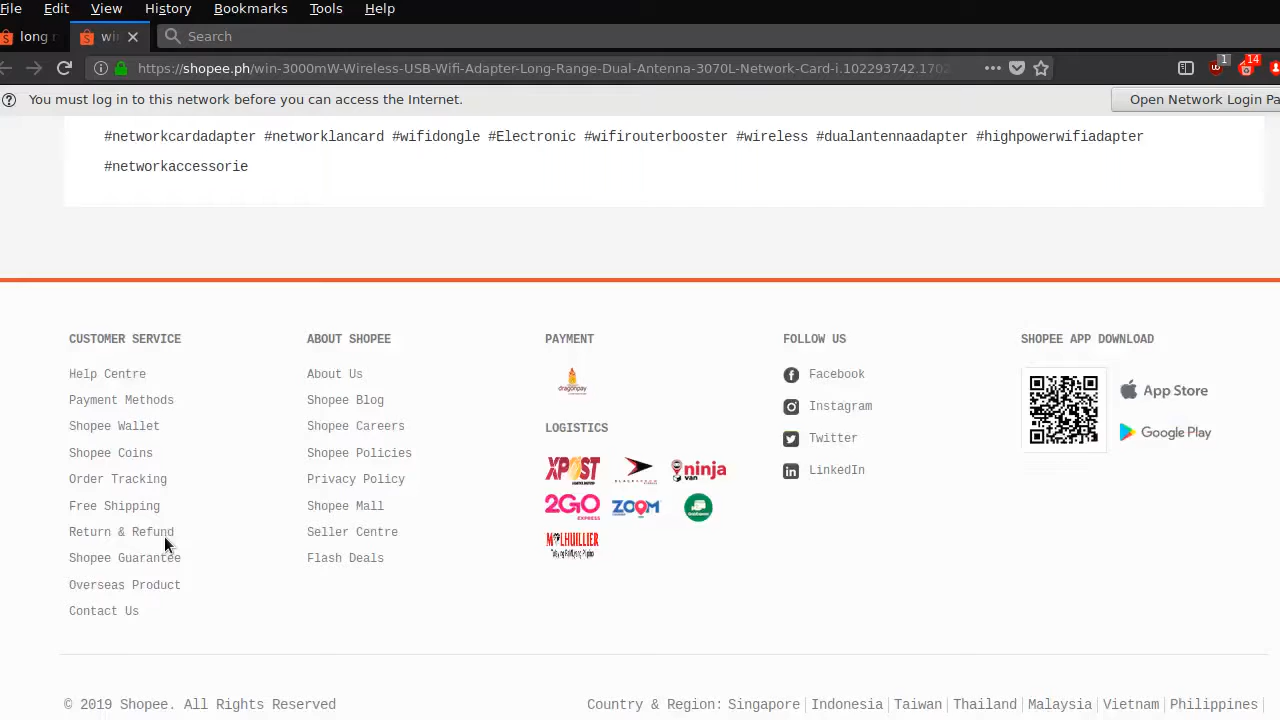 File Edit View History Bookmarks Tools Help
long
Search
https://shopee.ph/win-3000mW-Wireless-USB-Wifi-Adapter-Long-Range-Dual-Antenna-3070L-Network-Card-i.102293742.1702
1
14
You must log in to this network before you can access the Internet.
Open Network Login Pa
#networkcardadapter #networklancard #wifidongle #Electronic #wifirouterbooster #wireless #dualantennaadapter #highpowerwifiadapter
#networkaccessorie
CUSTOMER SERVICE
Help Centre
Payment Methods
Shopee Wallet
Shopee Coins
Order Tracking
Free Shipping
Return & Refund
Shopee Guarantee
Overseas Product
Contact Us
ABOUT SHOPEE
About Us
Shopee Blog
Shopee Careers
Shopee Policies
Privacy Policy
Shopee Mall
Seller Centre
Flash Deals
PAYMENT
dragonpay
LOGISTICS
XPOST
ninja van
2GO EXPRESS
ZOOM
MLHUILLIER
FOLLOW US
Facebook
Instagram
Twitter
LinkedIn
SHOPEE APP DOWNLOAD
App Store
Google Play
© 2019 Shopee. All Rights Reserved
Country & Region: Singapore Indonesia Taiwan Thailand Malaysia Vietnam Philippines